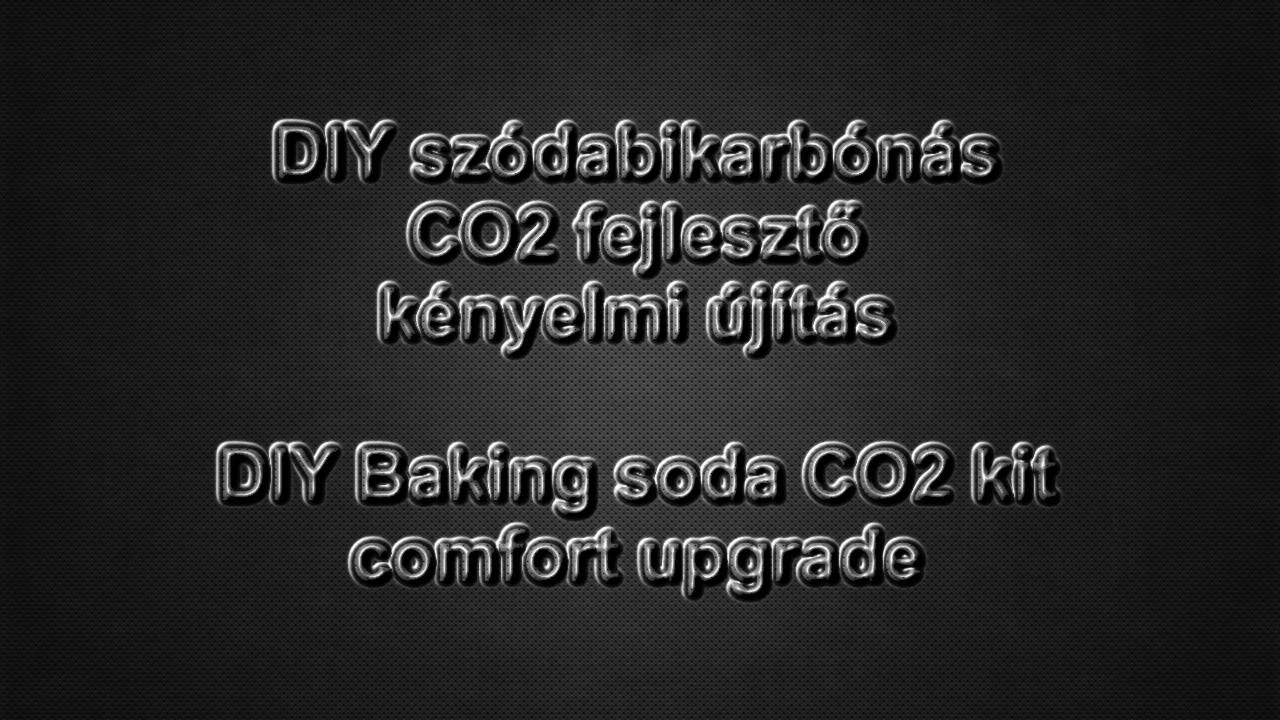 DIY szódabikarbónás
CO2 fejlesztő
kényelmi újítás
DIY Baking soda CO2 kit
comfort upgrade